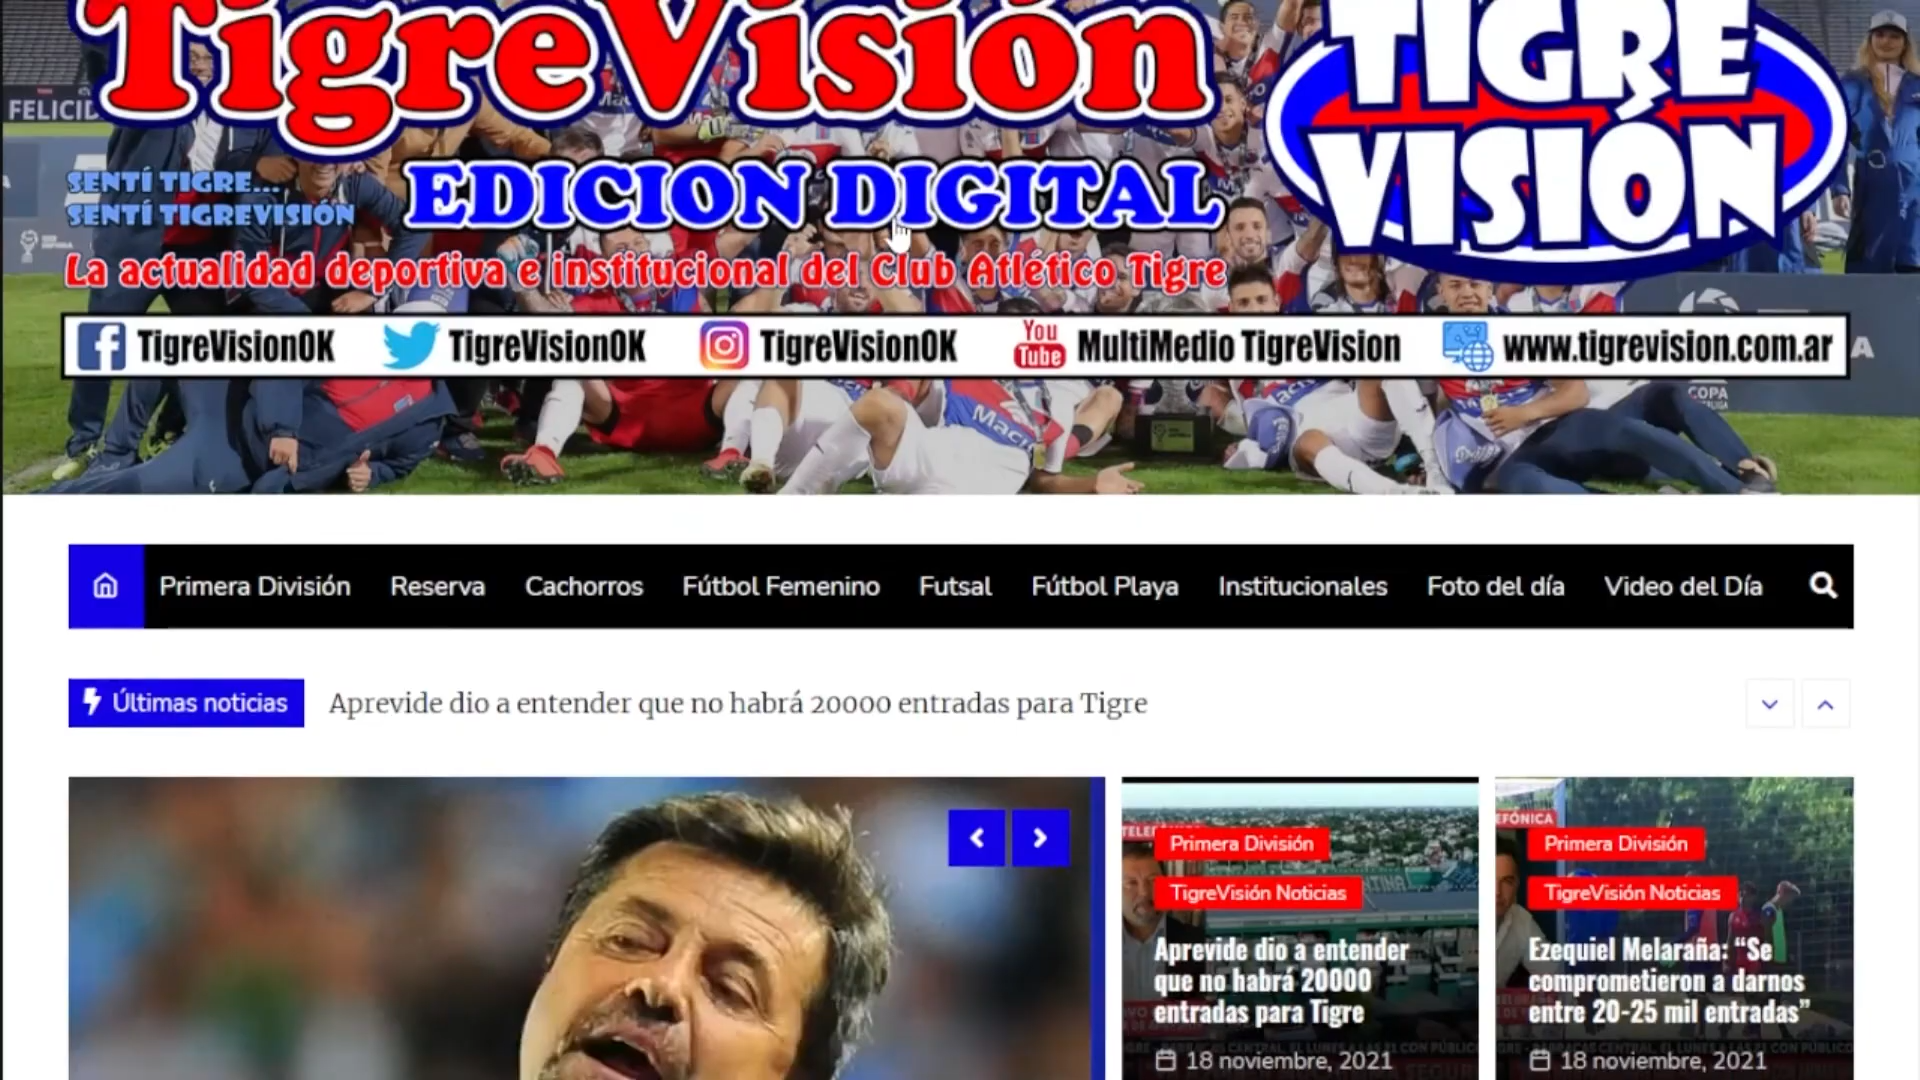 TigreVisión
TIGRE
VISIÓN
FELICID
SENTÍ TIGRE...
SENTÍ TIGREVISIÓN
EDICION DIGITAL
La actualidad deportiva e institucional del Club Atlético Tigre
TigreVisionOK
TigreVisionOK
TigreVisionOK
You
Tube
MultiMedio TigreVision
www.tigrevision.com.ar
Macro
COPA
Primera División
Reserva
Cachorros
Fútbol Femenino
Futsal
Fútbol Playa
Institucionales
Foto del día
Video del Día
Últimas noticias
Aprevide dio a entender que no habrá 20000 entradas para Tigre
Primera División
TigreVisión Noticias
Aprevide dio a entender
que no habrá 20000
entradas para Tigre
18 noviembre, 2021
EFÓNICA
Primera División
TigreVisión Noticias
Ezequiel Melaraña: “Se
comprometieron a darnos
entre 20-25 mil entradas”
18 noviembre, 2021